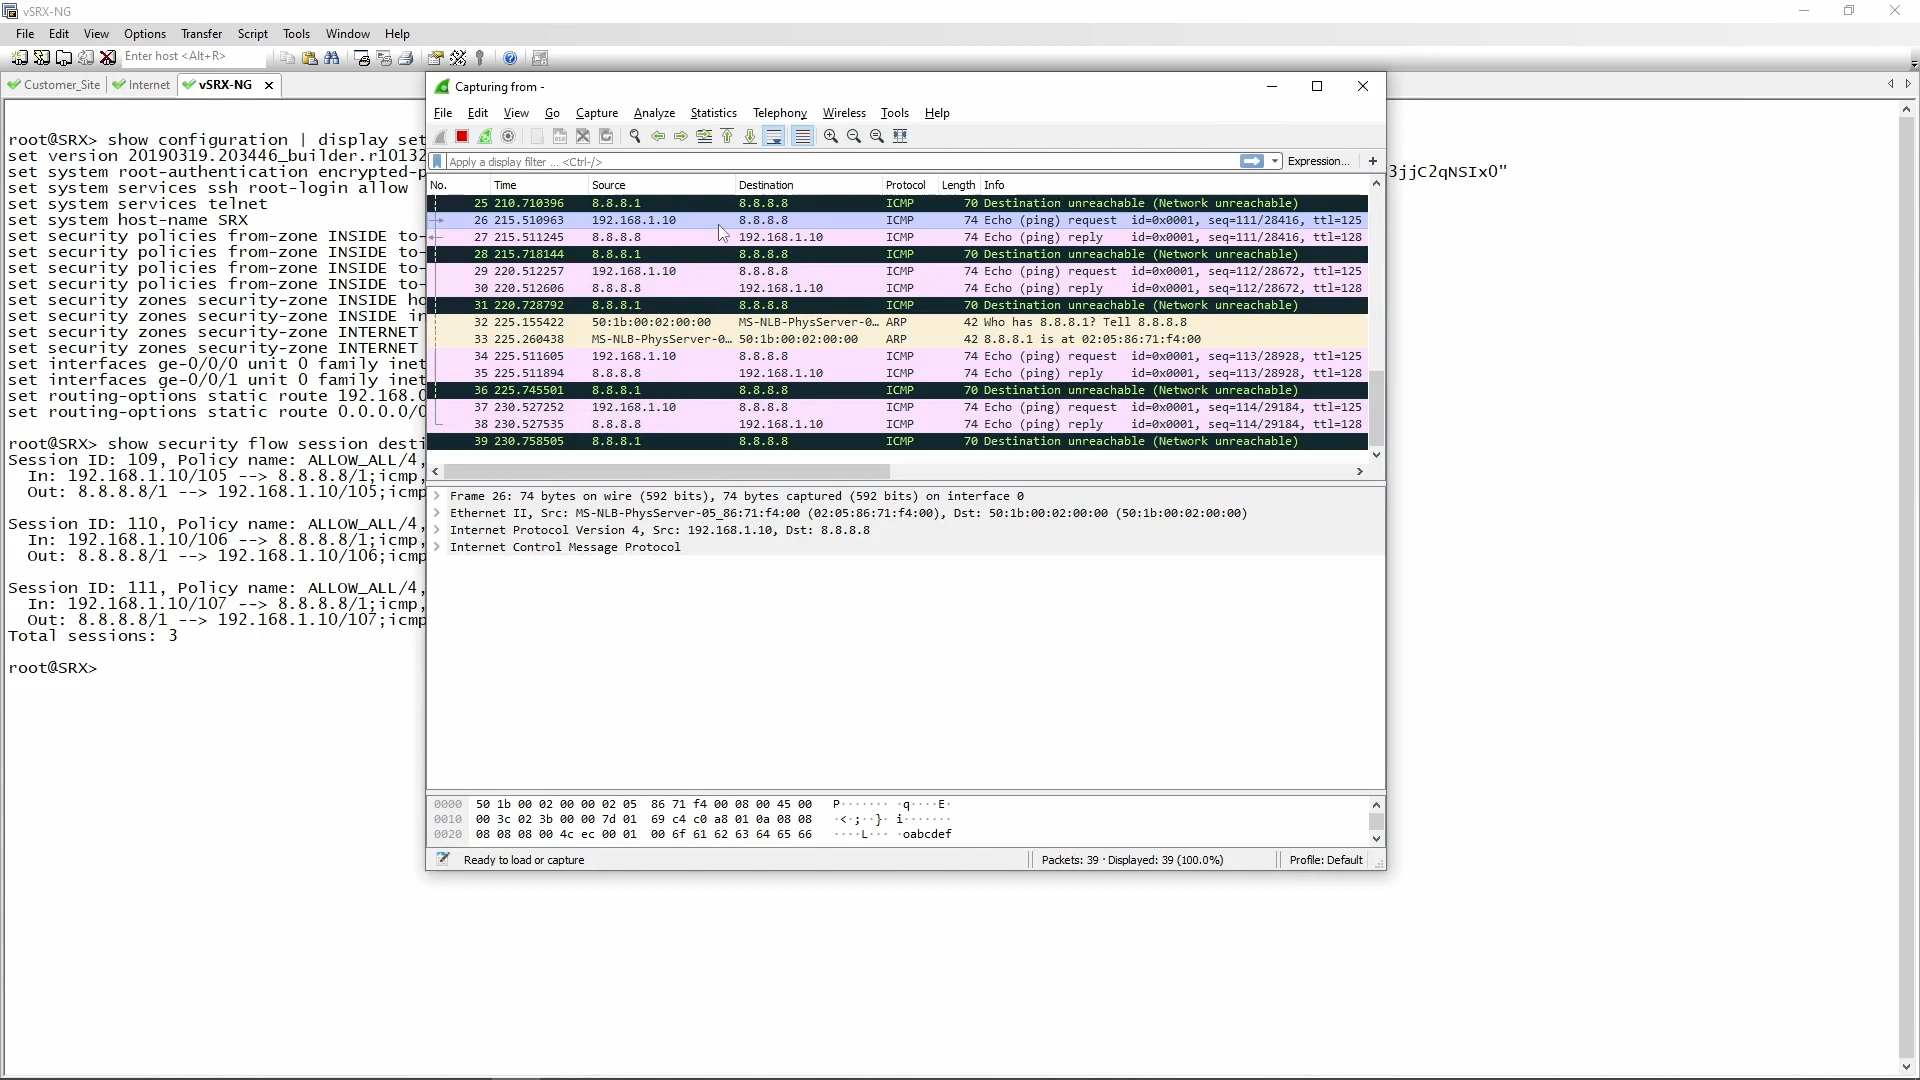 vSRX-NG
File Edit View Options Transfer Script Tools Window Help
Enter host <Alt+R>
Customer_Site Internet vSRX-NG
root@SRX> show configuration | display set
set version 20190319.203446_builder.r10132
set system root-authentication encrypted-p
3jjC2qNSIxO"
set system services ssh root-login allow
set system services telnet
set system host-name SRX
set security policies from-zone INSIDE to-
set security policies from-zone INSIDE to-
set security policies from-zone INSIDE to-
set security policies from-zone INSIDE to-
set security zones security-zone INSIDE ho
set security zones security-zone INSIDE in
set security zones security-zone INTERNET
set security zones security-zone INTERNET
set interfaces ge-0/0/0 unit 0 family inet
set interfaces ge-0/0/1 unit 0 family inet
set routing-options static route 192.168.0
set routing-options static route 0.0.0.0/0
root@SRX> show security flow session desti
Session ID: 109, Policy name: ALLOW_ALL/4,
In: 192.168.1.10/105 --> 8.8.8.8/1;icmp,
Out: 8.8.8.8/1 --> 192.168.1.10/105;icmp
Session ID: 110, Policy name: ALLOW_ALL/4,
In: 192.168.1.10/106 --> 8.8.8.8/1;icmp,
Out: 8.8.8.8/1 --> 192.168.1.10/106;icmp
Session ID: 111, Policy name: ALLOW_ALL/4,
In: 192.168.1.10/107 --> 8.8.8.8/1;icmp,
Out: 8.8.8.8/1 --> 192.168.1.10/107;icmp
Total sessions: 3
root@SRX>
Capturing from -
File Edit View Go Capture Analyze Statistics Telephony Wireless Tools Help
Apply a display filter ... <Ctrl-/> Expression... +
No. Time Source Destination Protocol Length Info
25 210.710396 8.8.8.1 8.8.8.8 ICMP 70 Destination unreachable (Network unreachable)
26 215.510963 192.168.1.10 8.8.8.8 ICMP 74 Echo (ping) request id=0x0001, seq=111/28416, ttl=125
27 215.511245 8.8.8.8 192.168.1.10 ICMP 74 Echo (ping) reply id=0x0001, seq=111/28416, ttl=128
28 215.718144 8.8.8.1 8.8.8.8 ICMP 70 Destination unreachable (Network unreachable)
29 220.512257 192.168.1.10 8.8.8.8 ICMP 74 Echo (ping) request id=0x0001, seq=112/28672, ttl=125
30 220.512606 8.8.8.8 192.168.1.10 ICMP 74 Echo (ping) reply id=0x0001, seq=112/28672, ttl=128
31 220.728792 8.8.8.1 8.8.8.8 ICMP 70 Destination unreachable (Network unreachable)
32 225.155422 50:1b:00:02:00:00 MS-NLB-PhysServer-0… ARP 42 Who has 8.8.8.1? Tell 8.8.8.8
33 225.260438 MS-NLB-PhysServer-0… 50:1b:00:02:00:00 ARP 42 8.8.8.1 is at 02:05:86:71:f4:00
34 225.511605 192.168.1.10 8.8.8.8 ICMP 74 Echo (ping) request id=0x0001, seq=113/28928, ttl=125
35 225.511894 8.8.8.8 192.168.1.10 ICMP 74 Echo (ping) reply id=0x0001, seq=113/28928, ttl=128
36 225.745501 8.8.8.1 8.8.8.8 ICMP 70 Destination unreachable (Network unreachable)
37 230.527252 192.168.1.10 8.8.8.8 ICMP 74 Echo (ping) request id=0x0001, seq=114/29184, ttl=125
38 230.527535 8.8.8.8 192.168.1.10 ICMP 74 Echo (ping) reply id=0x0001, seq=114/29184, ttl=128
39 230.758505 8.8.8.1 8.8.8.8 ICMP 70 Destination unreachable (Network unreachable)
Frame 26: 74 bytes on wire (592 bits), 74 bytes captured (592 bits) on interface 0
Ethernet II, Src: MS-NLB-PhysServer-05_86:71:f4:00 (02:05:86:71:f4:00), Dst: 50:1b:00:02:00:00 (50:1b:00:02:00:00)
Internet Protocol Version 4, Src: 192.168.1.10, Dst: 8.8.8.8
Internet Control Message Protocol
0000 50 1b 00 02 00 00 02 05 86 71 f4 00 08 00 45 00 P······· ·q····E·
0010 00 3c 02 3b 00 00 7d 01 69 c4 c0 a8 01 0a 08 08 ·<·;··}· i·······
0020 08 08 08 00 4c ec 00 01 00 6f 61 62 63 64 65 66 ····L··· ·oabcdef
Ready to load or capture Packets: 39 · Displayed: 39 (100.0%) Profile: Default